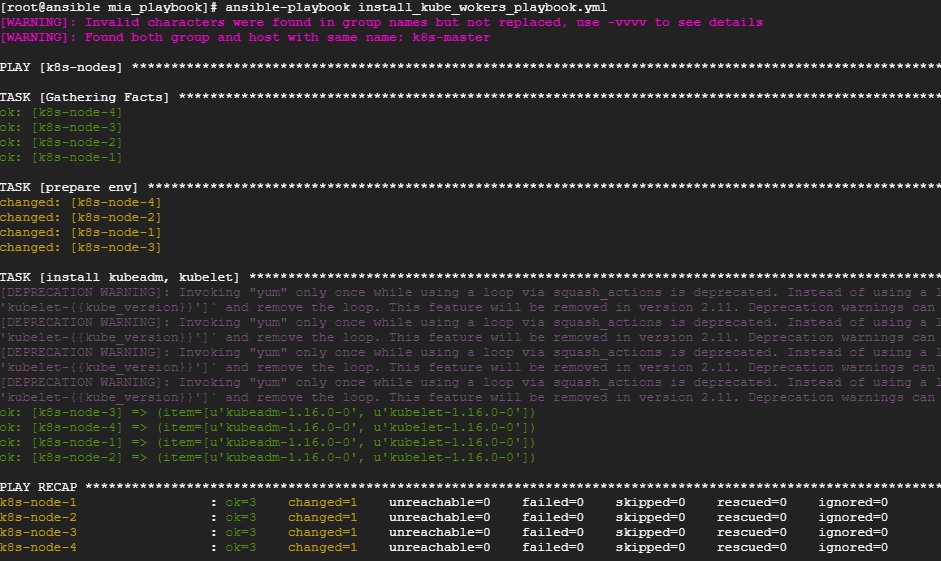 [root@ansible mia_playbook]# ansible-playbook install_kube_wokers_playbook.yml
[WARNING]: Invalid characters were found in group names but not replaced, use -vvvv to see details
[WARNING]: Found both group and host with same name: k8s-master
PLAY [k8s-nodes] ********************************************************************************************************
TASK [Gathering Facts] **************************************************************************************************
ok: [k8s-node-4]
ok: [k8s-node-3]
ok: [k8s-node-2]
ok: [k8s-node-1]
TASK [prepare env] ******************************************************************************************************
changed: [k8s-node-4]
changed: [k8s-node-2]
changed: [k8s-node-1]
changed: [k8s-node-3]
TASK [install kubeadm, kubelet] *****************************************************************************************
[DEPRECATION WARNING]: Invoking "yum" only once while using a loop via squash_actions is deprecated. Instead of using a l
'kubelet-{{kube_version}}']` and remove the loop. This feature will be removed in version 2.11. Deprecation warnings can
[DEPRECATION WARNING]: Invoking "yum" only once while using a loop via squash_actions is deprecated. Instead of using a l
'kubelet-{{kube_version}}']` and remove the loop. This feature will be removed in version 2.11. Deprecation warnings can
[DEPRECATION WARNING]: Invoking "yum" only once while using a loop via squash_actions is deprecated. Instead of using a l
'kubelet-{{kube_version}}']` and remove the loop. This feature will be removed in version 2.11. Deprecation warnings can
[DEPRECATION WARNING]: Invoking "yum" only once while using a loop via squash_actions is deprecated. Instead of using a l
'kubelet-{{kube_version}}']` and remove the loop. This feature will be removed in version 2.11. Deprecation warnings can
ok: [k8s-node-3] => (item=[u'kubeadm-1.16.0-0', u'kubelet-1.16.0-0'])
ok: [k8s-node-4] => (item=[u'kubeadm-1.16.0-0', u'kubelet-1.16.0-0'])
ok: [k8s-node-1] => (item=[u'kubeadm-1.16.0-0', u'kubelet-1.16.0-0'])
ok: [k8s-node-2] => (item=[u'kubeadm-1.16.0-0', u'kubelet-1.16.0-0'])
PLAY RECAP **************************************************************************************************************
k8s-node-1 : ok=3 changed=1 unreachable=0 failed=0 skipped=0 rescued=0 ignored=0
k8s-node-2 : ok=3 changed=1 unreachable=0 failed=0 skipped=0 rescued=0 ignored=0
k8s-node-3 : ok=3 changed=1 unreachable=0 failed=0 skipped=0 rescued=0 ignored=0
k8s-node-4 : ok=3 changed=1 unreachable=0 failed=0 skipped=0 rescued=0 ignored=0